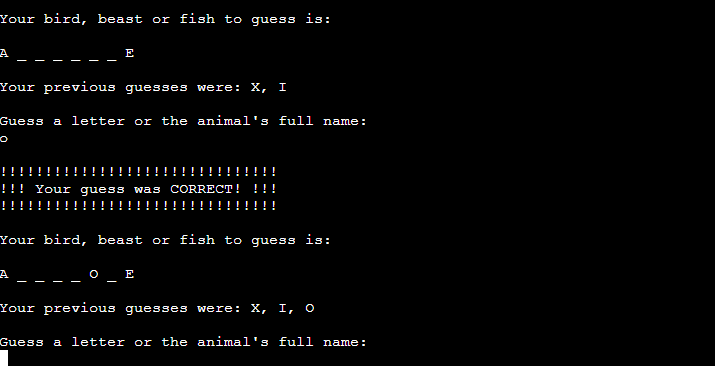 Your bird, beast or fish to guess is:
A _ _ _ _ _ _ E
Your previous guesses were: X, I
Guess a letter or the animal's full name:
o
!!!!!!!!!!!!!!!!!!!!!!!!!!!!!!!
!!! Your guess was CORRECT! !!!
!!!!!!!!!!!!!!!!!!!!!!!!!!!!!!!
Your bird, beast or fish to guess is:
A _ _ _ _ O _ E
Your previous guesses were: X, I, O
Guess a letter or the animal's full name: